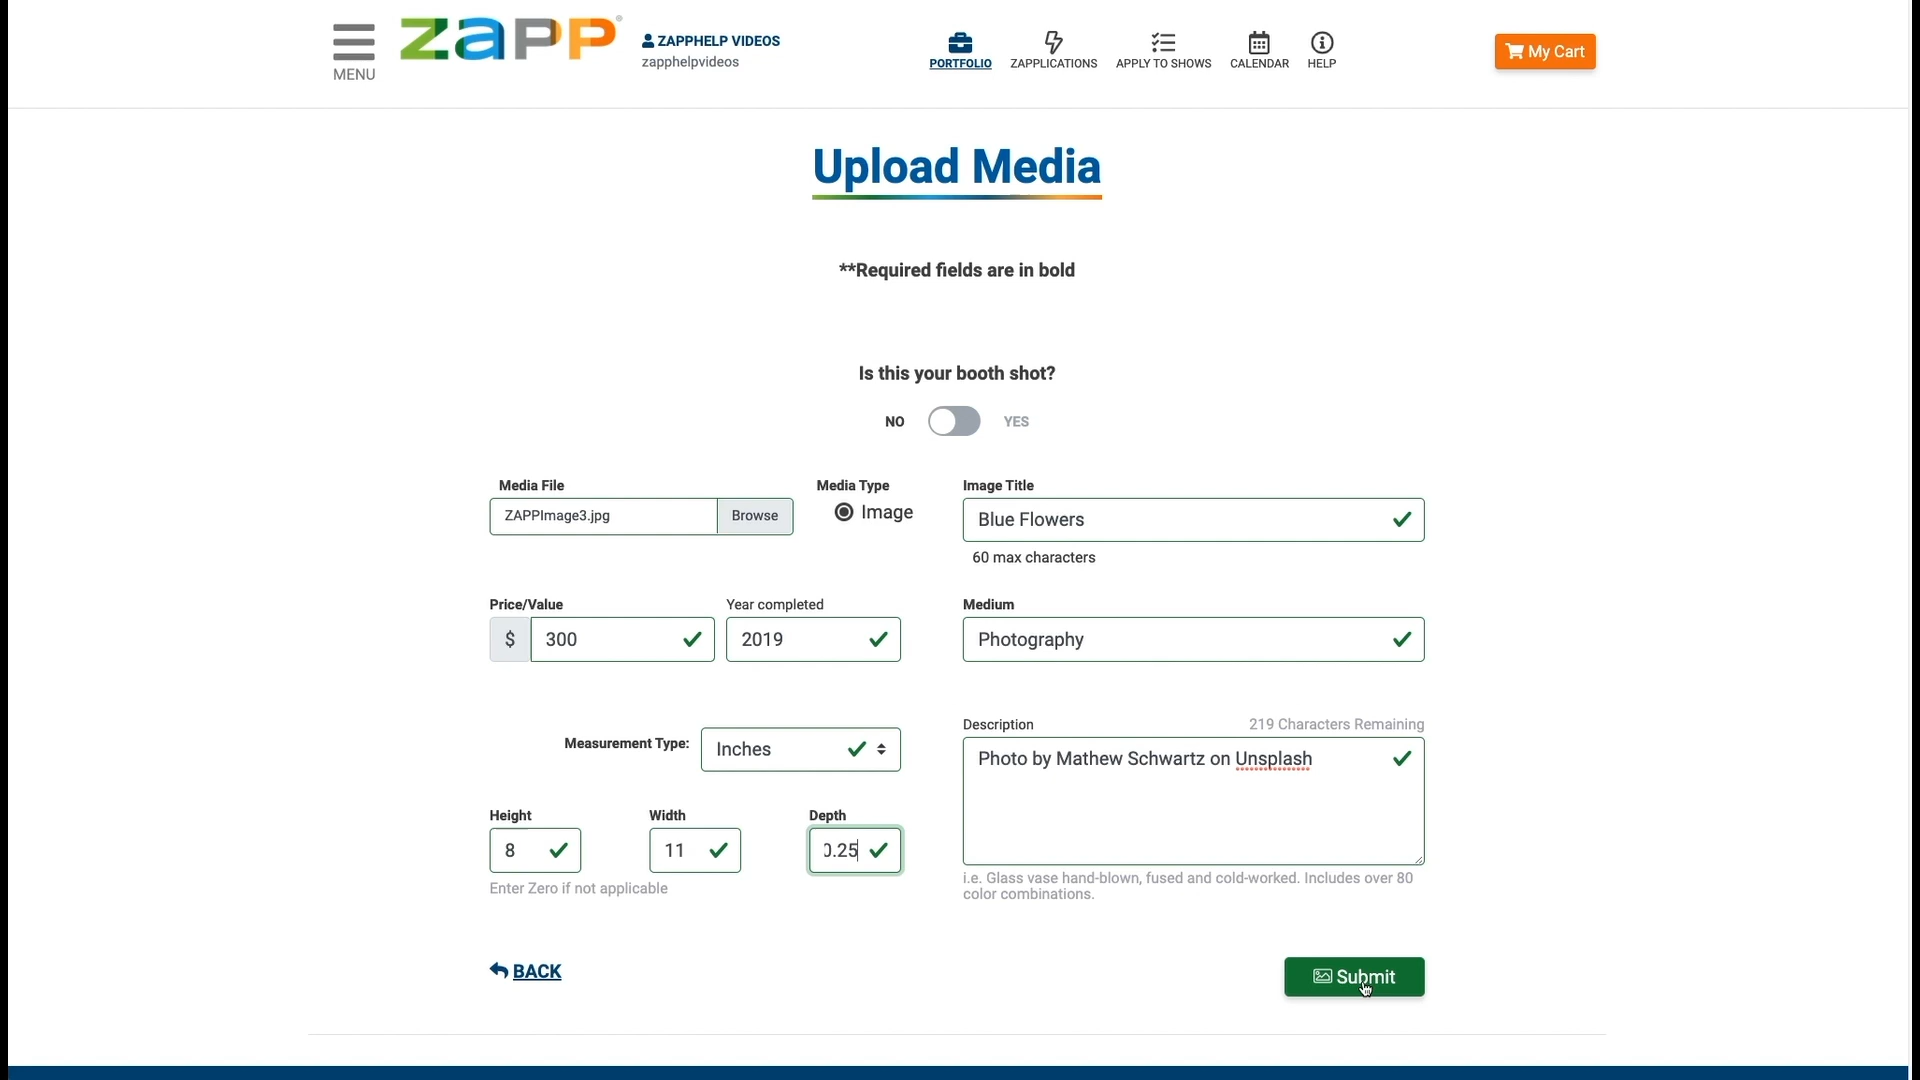 MENU
zapp®
ZAPPHELP VIDEOS
zapphelpvideos
PORTFOLIO
ZAPPLICATIONS
APPLY TO SHOWS
CALENDAR
HELP
My Cart
Upload Media
**Required fields are in bold
Is this your booth shot?
NO YES
Media File
ZAPPImage3.jpg Browse
Media Type
Image
Image Title
Blue Flowers
60 max characters
Price/Value
$ 300
Year completed
2019
Medium
Photography
Measurement Type: Inches
Description 219 Characters Remaining
Photo by Mathew Schwartz on Unsplash
i.e. Glass vase hand-blown, fused and cold-worked. Includes over 80
color combinations.
Height Width Depth
8 11 0.25
Enter Zero if not applicable
BACK
Submit